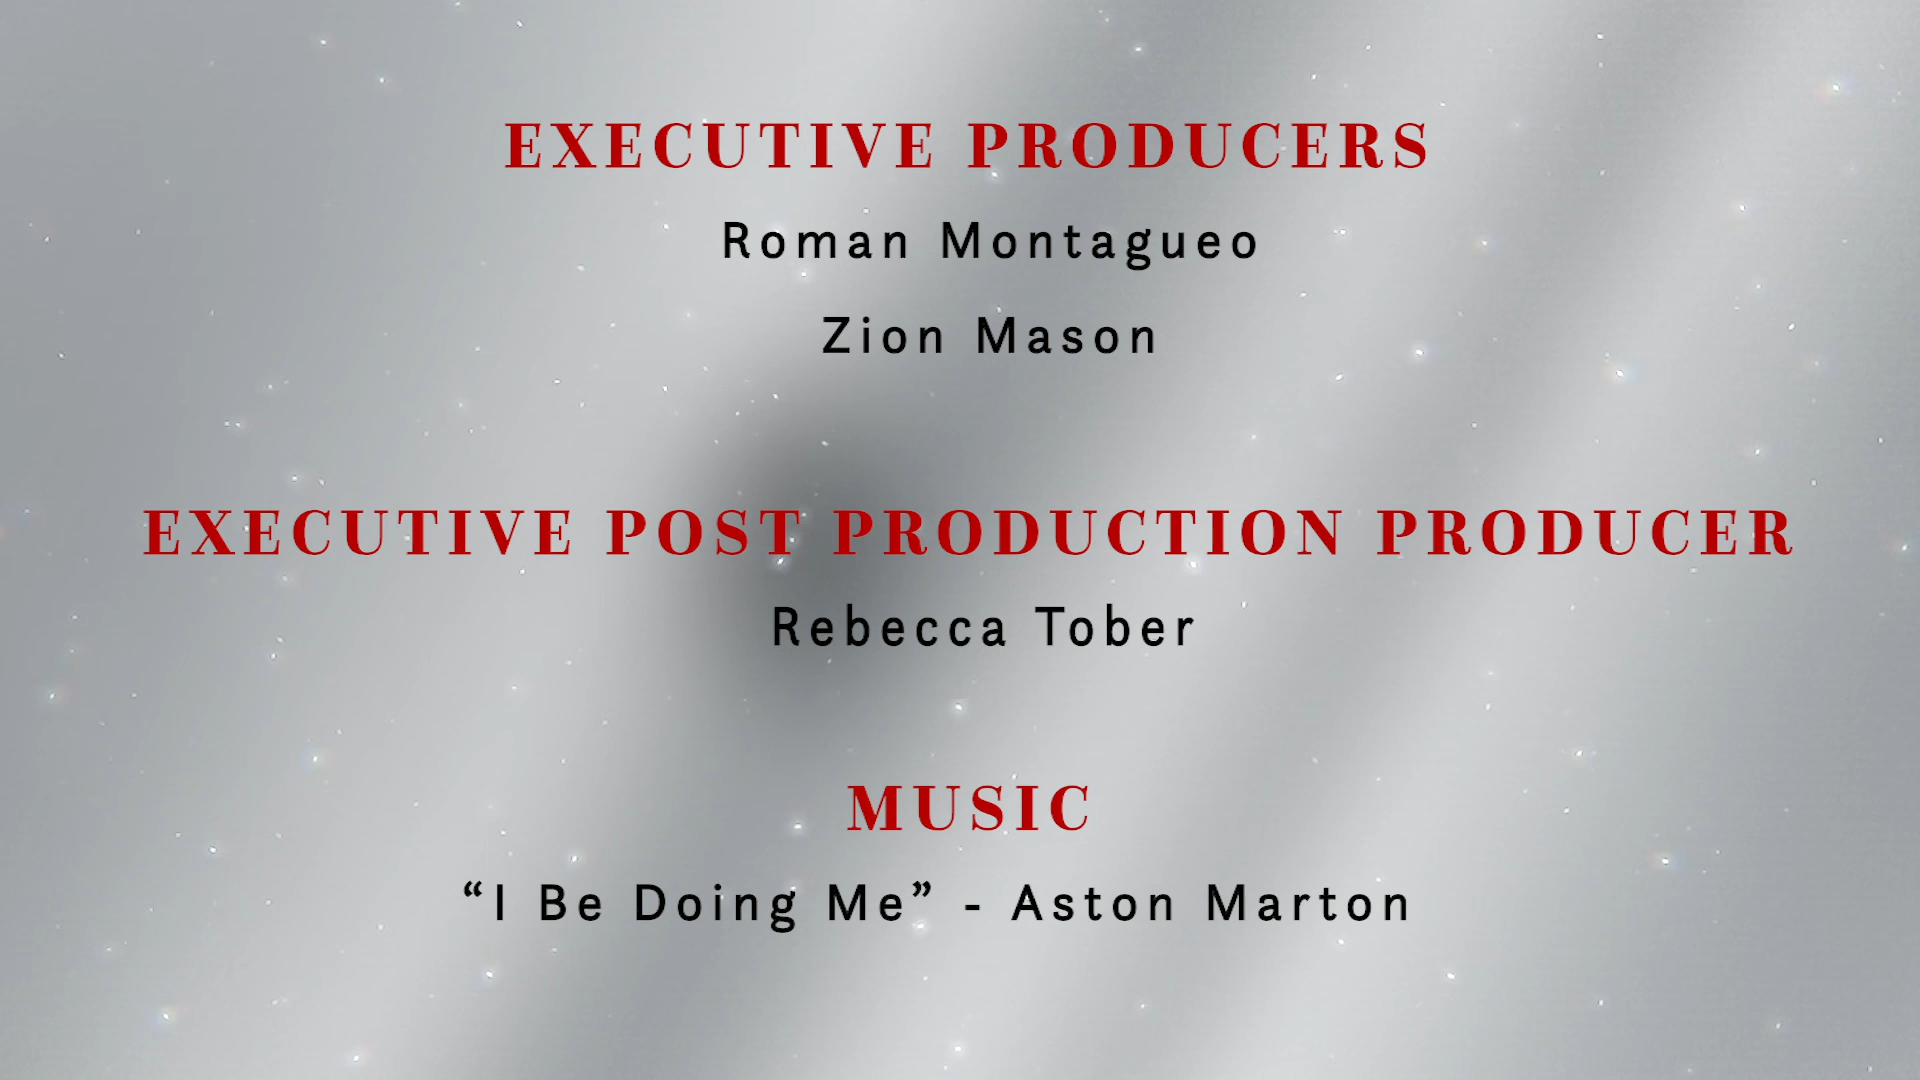 EXECUTIVE PRODUCERS
Roman Montagueo
Zion Mason
EXECUTIVE POST PRODUCTION PRODUCER
Rebecca Tober
MUSIC
“I Be Doing Me” - Aston Marton